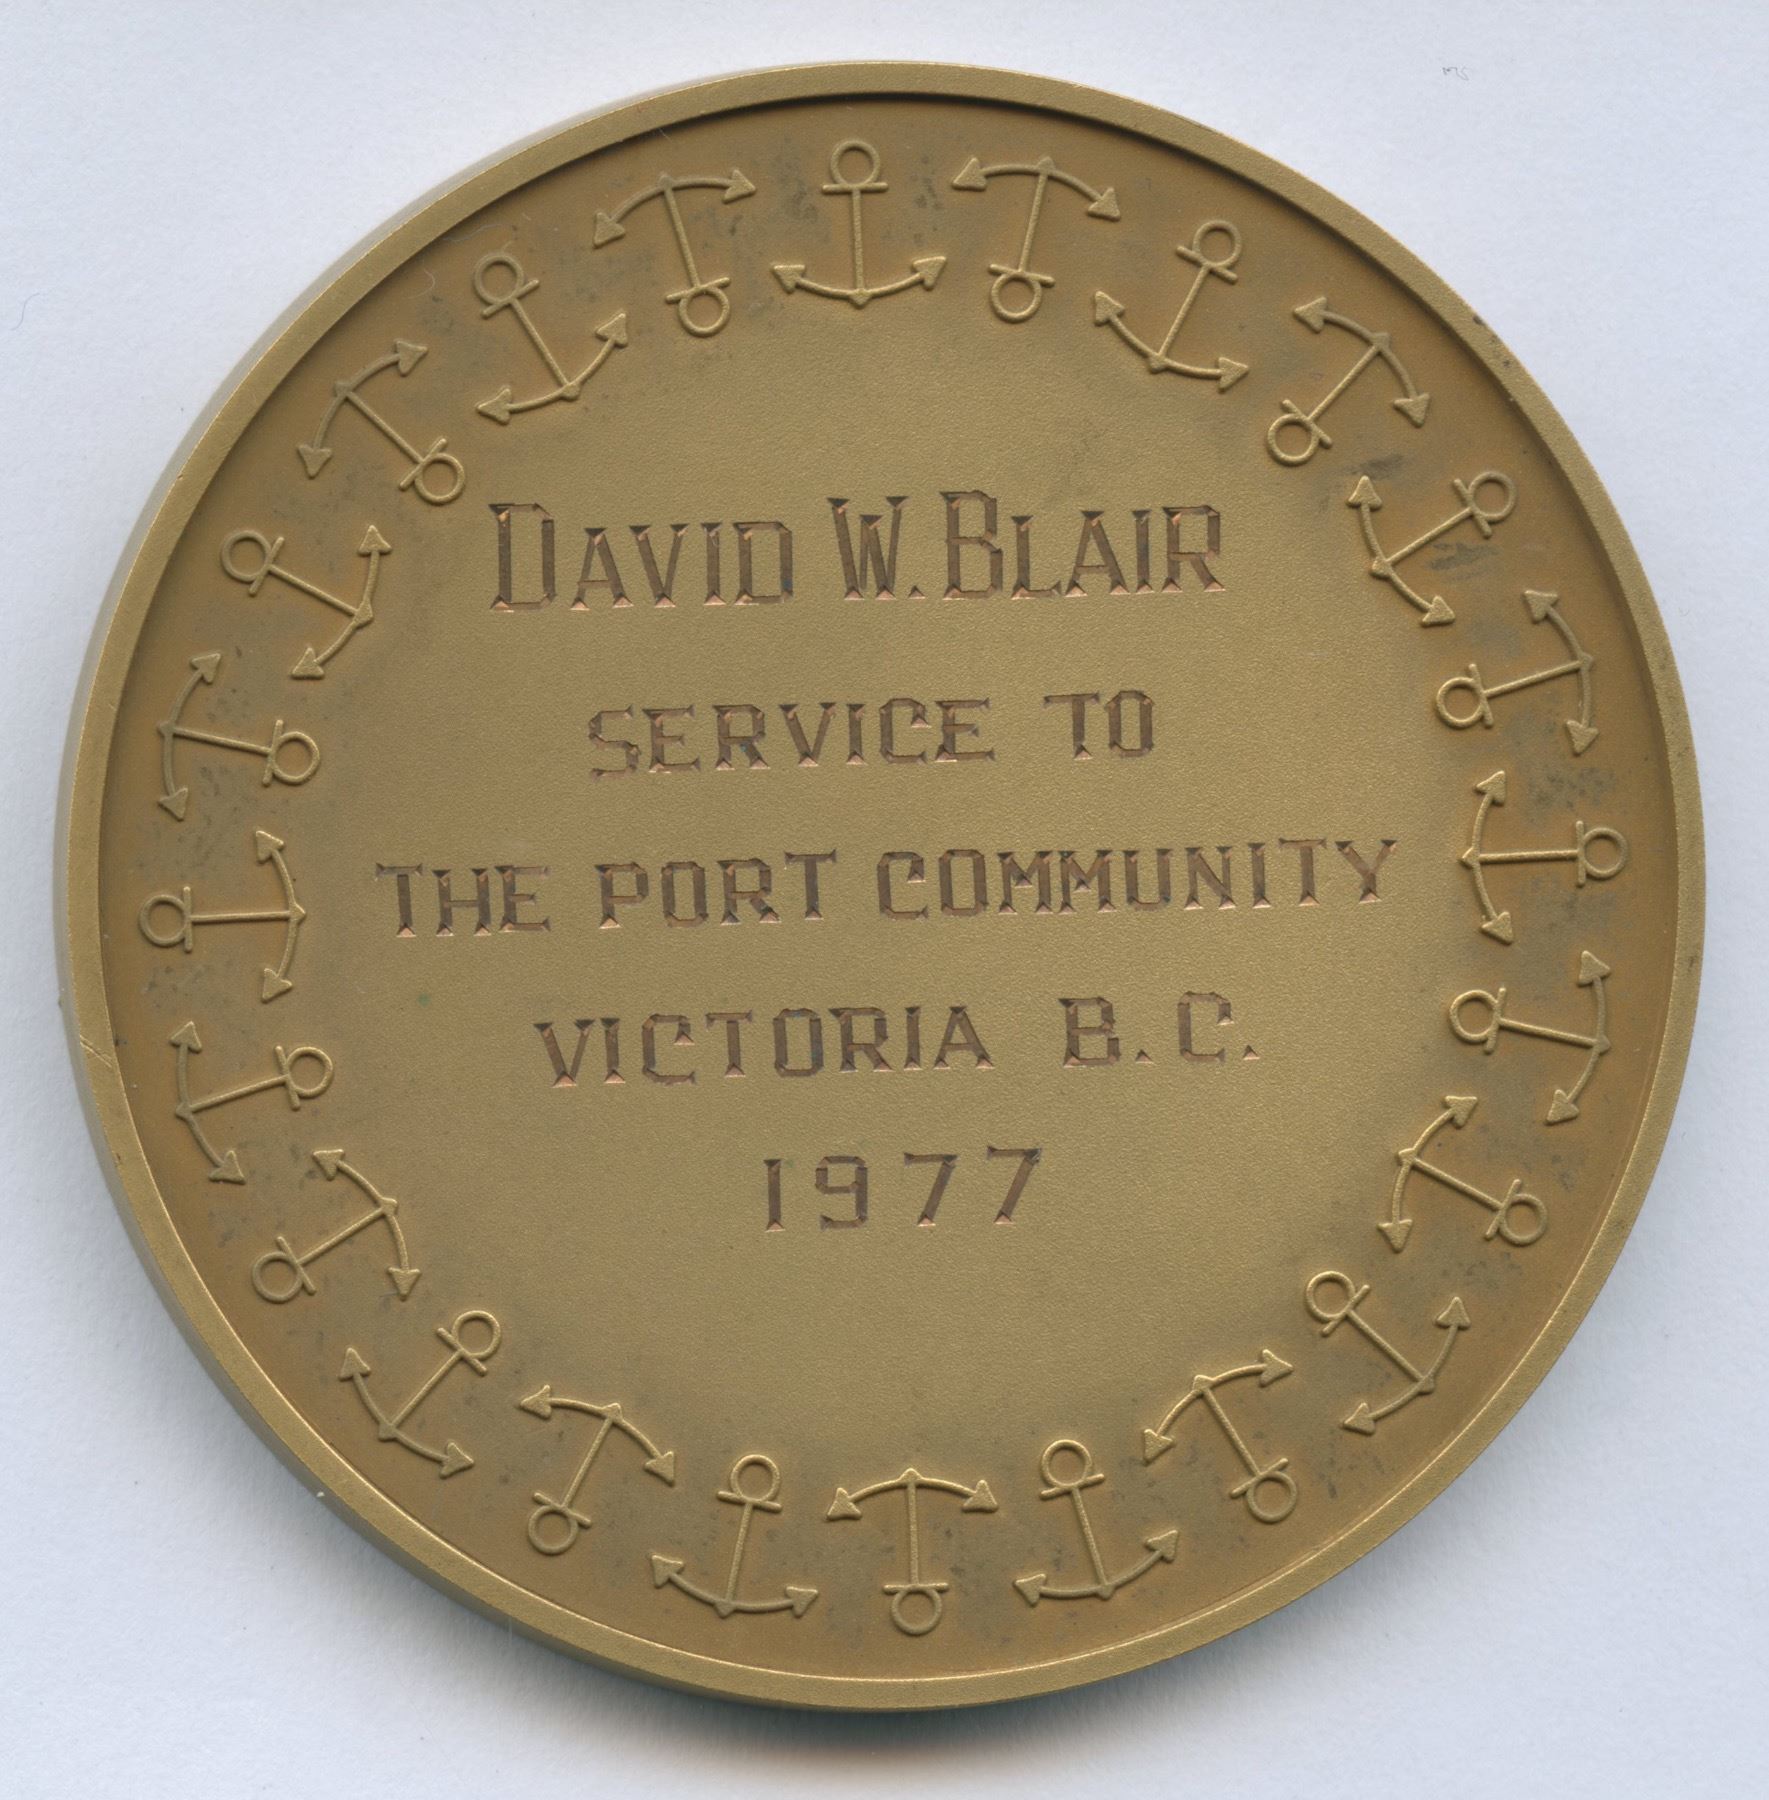 DAVID W. BLAIR
SERVICE TO
THE PORT COMMUNITY
VICTORIA B.C.
1977